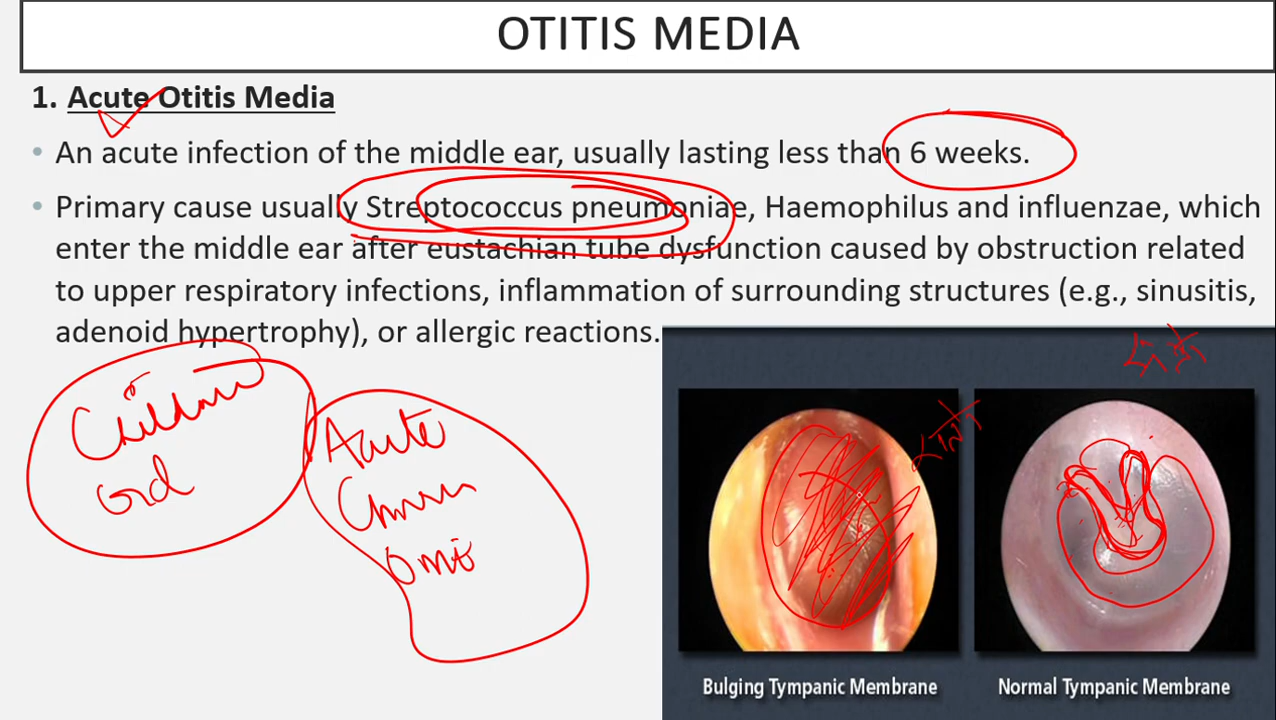 OTITIS MEDIA
1. Acute Otitis Media
• An acute infection of the middle ear, usually lasting less than 6 weeks.
• Primary cause usually Streptococcus pneumoniae, Haemophilus and influenzae, which
enter the middle ear after eustachian tube dysfunction caused by obstruction related
to upper respiratory infections, inflammation of surrounding structures (e.g., sinusitis,
adenoid hypertrophy), or allergic reactions.
Acute
Bulging Tympanic Membrane
Normal Tympanic Membrane